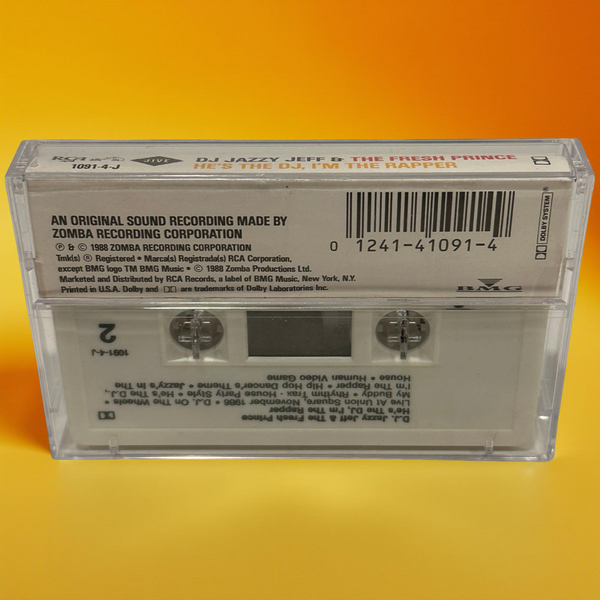 RCA
1091-4-J
JIVE
DJ JAZZY JEFF & THE FRESH PRINCE
HE'S THE DJ, I'M THE RAPPER
AN ORIGINAL SOUND RECORDING MADE BY
ZOMBA RECORDING CORPORATION
℗ & © 1988 ZOMBA RECORDING CORPORATION
Tmk(s) ® Registered • Marca(s) Registrada(s) RCA Corporation,
except BMG logo TM BMG Music • © 1988 Zomba Productions Ltd.
Marketed and Distributed by RCA Records, a label of BMG Music, New York, N.Y.
Printed in U.S.A. Dolby and are trademarks of Dolby Laboratories Inc.
0 1241-41091-4
DOLBY SYSTEM®
BMG
D.J. Jazzy Jeff & The Fresh Prince
He's The DJ, I'm The Rapper
Live At Union Square, November 1986 • D.J. On The Wheels •
My Buddy • Rhythm Trax - House Party Style • He's The D.J.,
I'm The Rapper • Hip Hop Dancer's Theme • Jazzy's In The
House • Human Video Game
2
1091-4-J